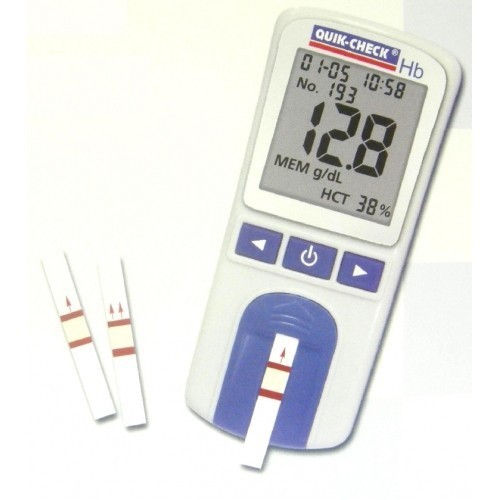 QUIK-CHECK® Hb
01-05 10:58
No. 193
12.8
MEM g/dL
HCT 38 %